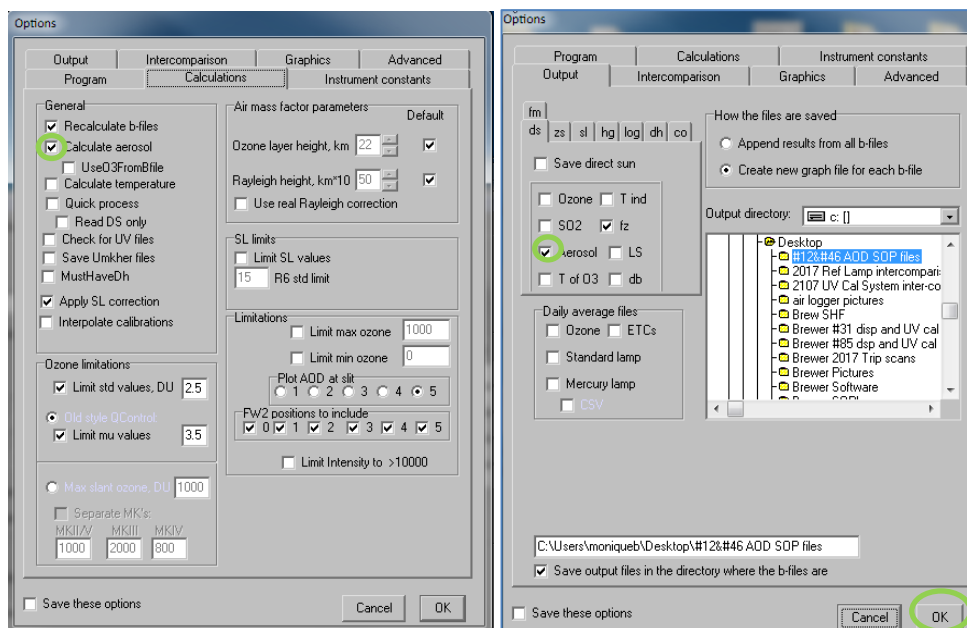 Options
Output Intercomparison Graphics Advanced
Program Calculations Instrument constants
General
Recalculate b-files
Calculate aerosol
UseO3FromBfile
Calculate temperature
Quick process
Read DS only
Check for UV files
Save Umkher files
MustHaveDh
Apply SL correction
Interpolate calibrations
Ozone limitations
Limit std values, DU 2.5
Old style QControl
Limit mu values 3.5
Max slant ozone, DU 1000
Separate MK's:
MKII/V MKIII MKIV
1000 2000 800
Air mass factor parameters
Default
Ozone layer height, km 22
Rayleigh height, km*10 50
Use real Rayleigh correction
SL limits
Limit SL values
15 R6 std limit
Limitations
Limit max ozone 1000
Limit min ozone 0
Plot AOD at slit
1 2 3 4 5
FW2 positions to include
0 1 2 3 4 5
Limit Intensity to >10000
Save these options
Cancel OK
Options
Program Calculations Instrument constants
Output Intercomparison Graphics Advanced
fm
ds zs sl hg log dh co
Save direct sun
Ozone T ind
SO2 fz
Aerosol LS
T of O3 db
Daily average files
Ozone ETCs
Standard lamp
Mercury lamp
CSV
How the files are saved
Append results from all b-files
Create new graph file for each b-file
Output directory: c: []
Desktop
#12&#46 AOD SOP files
2017 Ref Lamp intercompari
2107 UV Cal System inter-co
air logger pictures
Brew SHF
Brewer #31 disp and UV cal
Brewer #85 dsp and UV cal
Brewer 2017 Trip scans
Brewer Pictures
Brewer Software
C:\Users\moniqueb\Desktop\#12&#46 AOD SOP files
Save output files in the directory where the b-files are
Save these options
Cancel OK